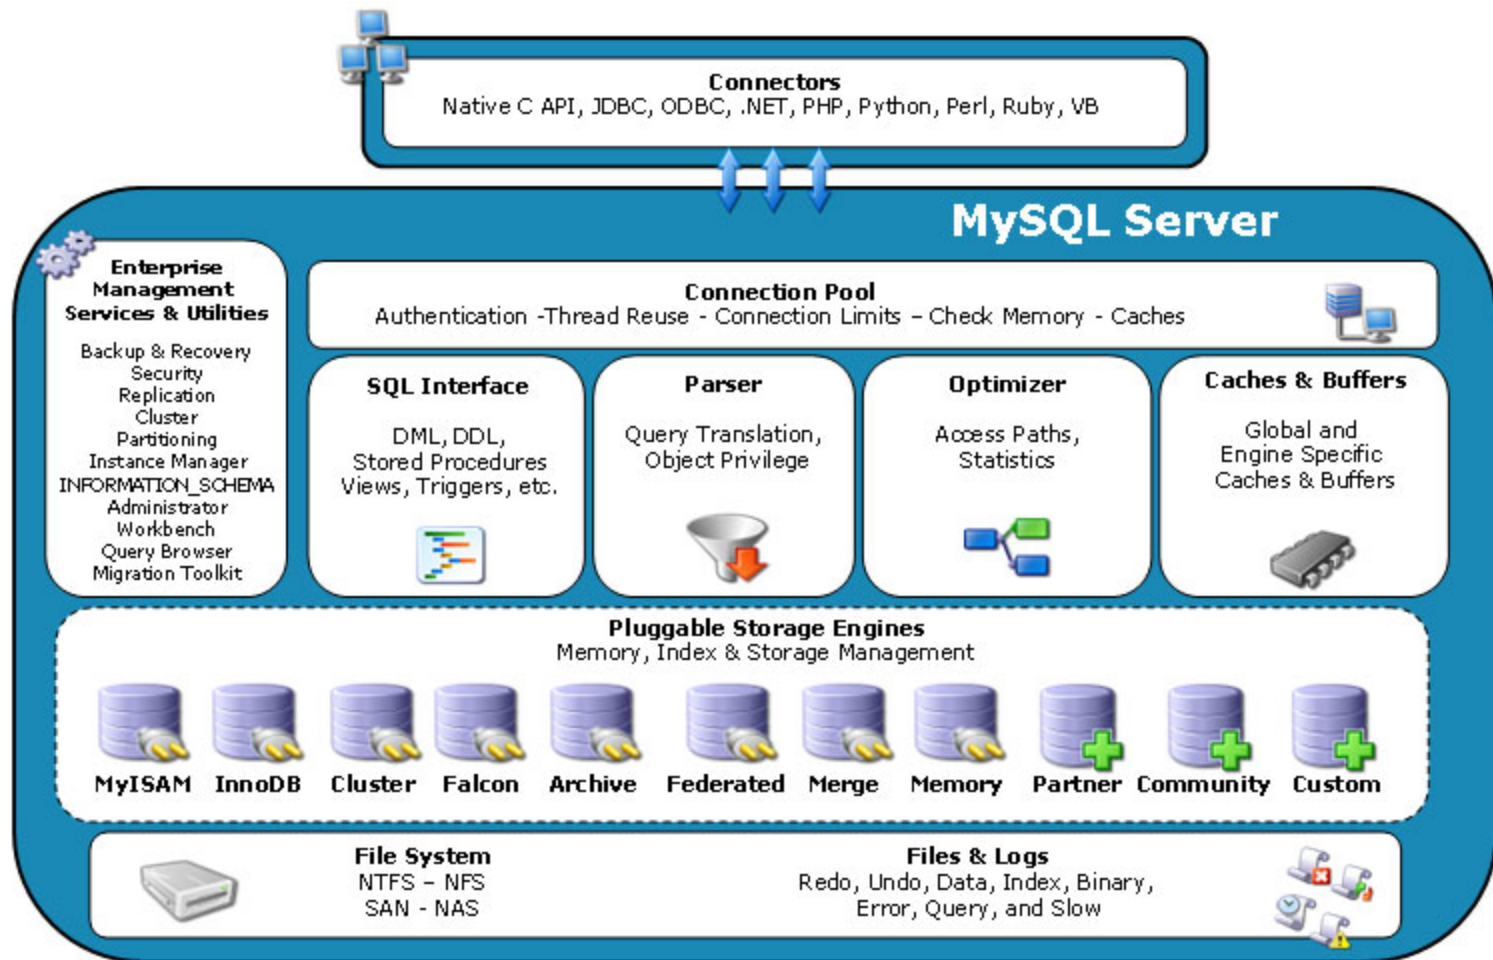 Connectors
Native C API, JDBC, ODBC, .NET, PHP, Python, Perl, Ruby, VB
MySQL Server
Enterprise
Management
Services & Utilities
Backup & Recovery
Security
Replication
Cluster
Partitioning
Instance Manager
INFORMATION_SCHEMA
Administrator
Workbench
Query Browser
Migration Toolkit
Connection Pool
Authentication -Thread Reuse - Connection Limits – Check Memory - Caches
SQL Interface
DML, DDL,
Stored Procedures
Views, Triggers, etc.
Parser
Query Translation,
Object Privilege
Optimizer
Access Paths,
Statistics
Caches & Buffers
Global and
Engine Specific
Caches & Buffers
Pluggable Storage Engines
Memory, Index & Storage Management
MyISAM InnoDB Cluster Falcon Archive Federated Merge Memory Partner Community Custom
File System
NTFS – NFS
SAN - NAS
Files & Logs
Redo, Undo, Data, Index, Binary,
Error, Query, and Slow